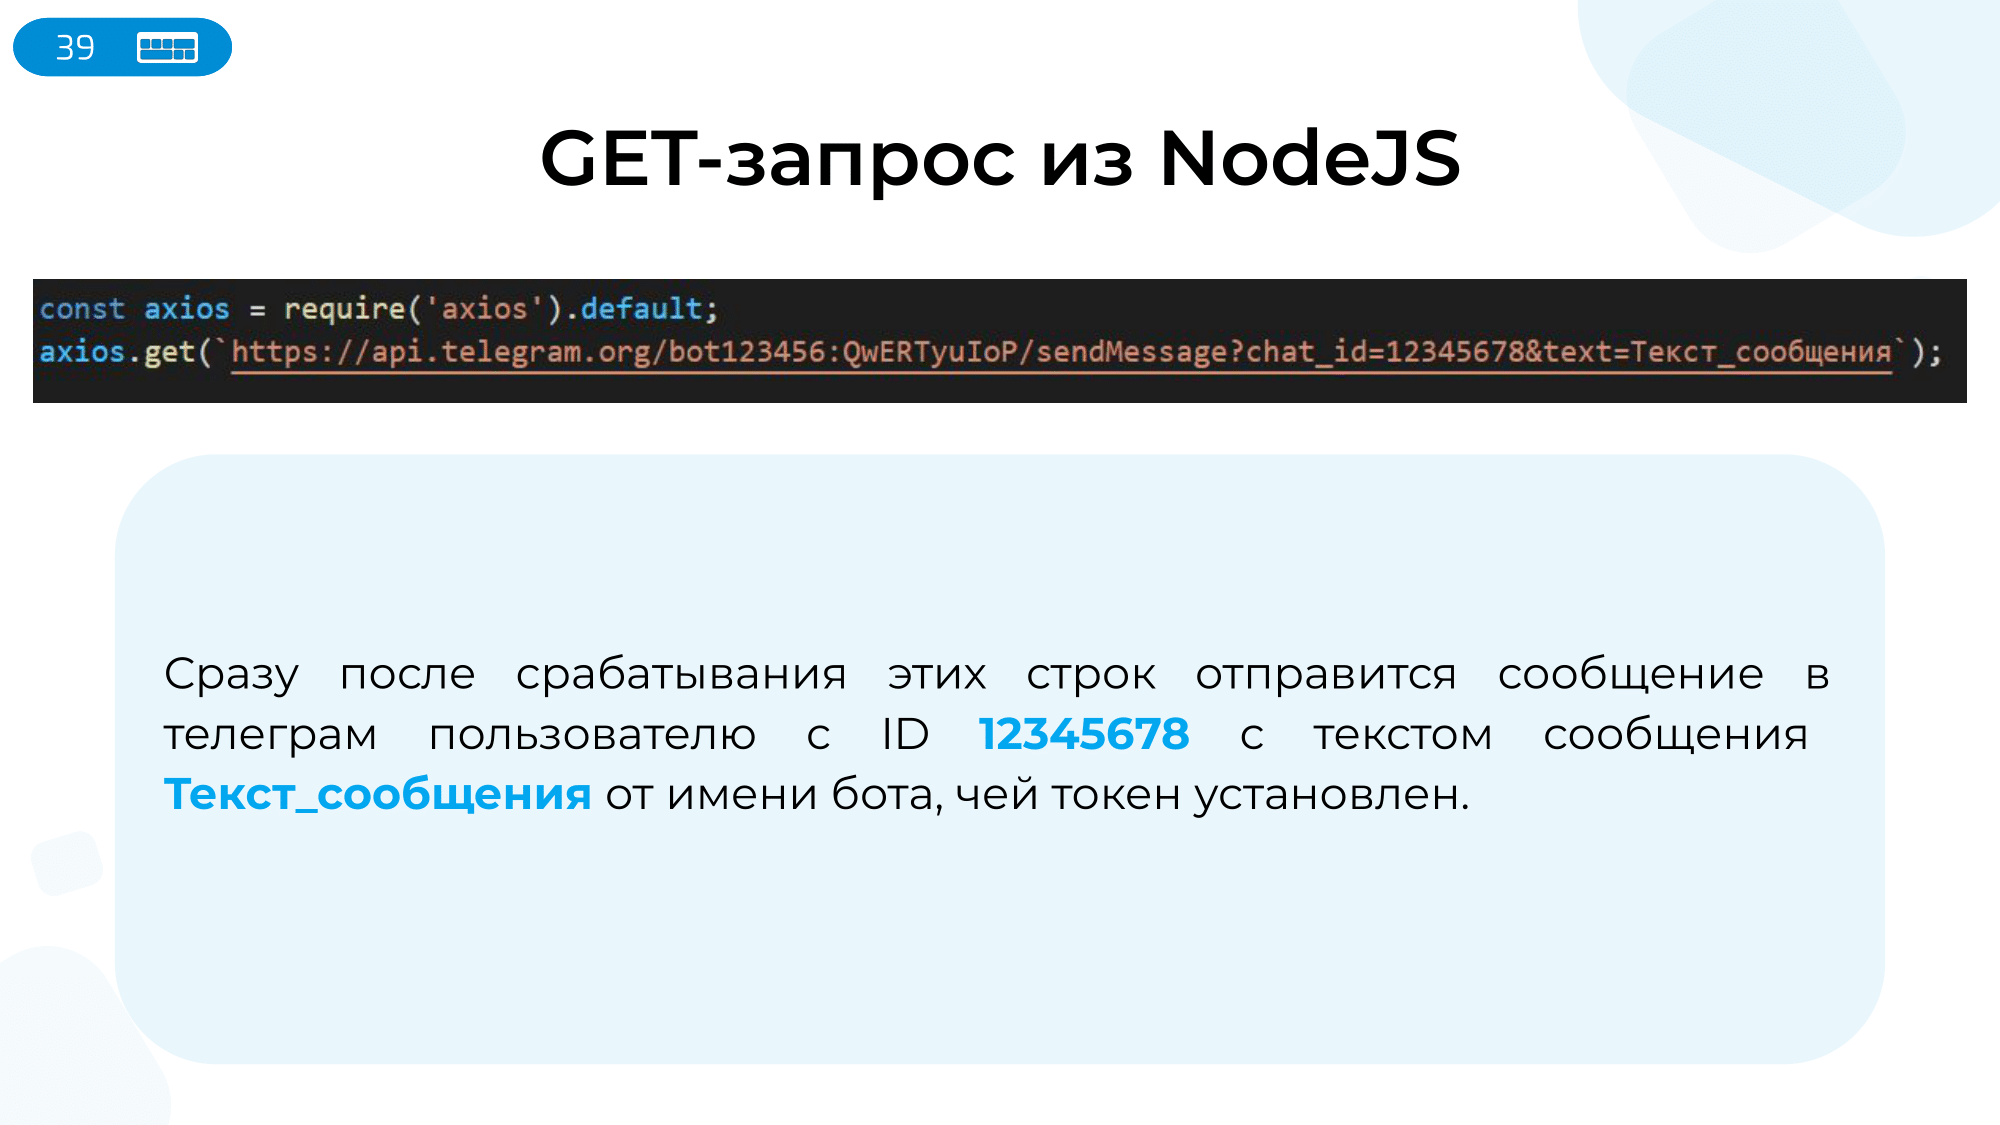 39
GET-запрос из NodeJS
const axios = require('axios').default;
axios.get(`https://api.telegram.org/bot123456:QwERTyuIoP/sendMessage?chat_id=12345678&text=Текст_сообщения`);
Сразу после срабатывания этих строк отправится сообщение в
телеграм пользователю с ID 12345678 с текстом сообщения
Текст_сообщения от имени бота, чей токен установлен.